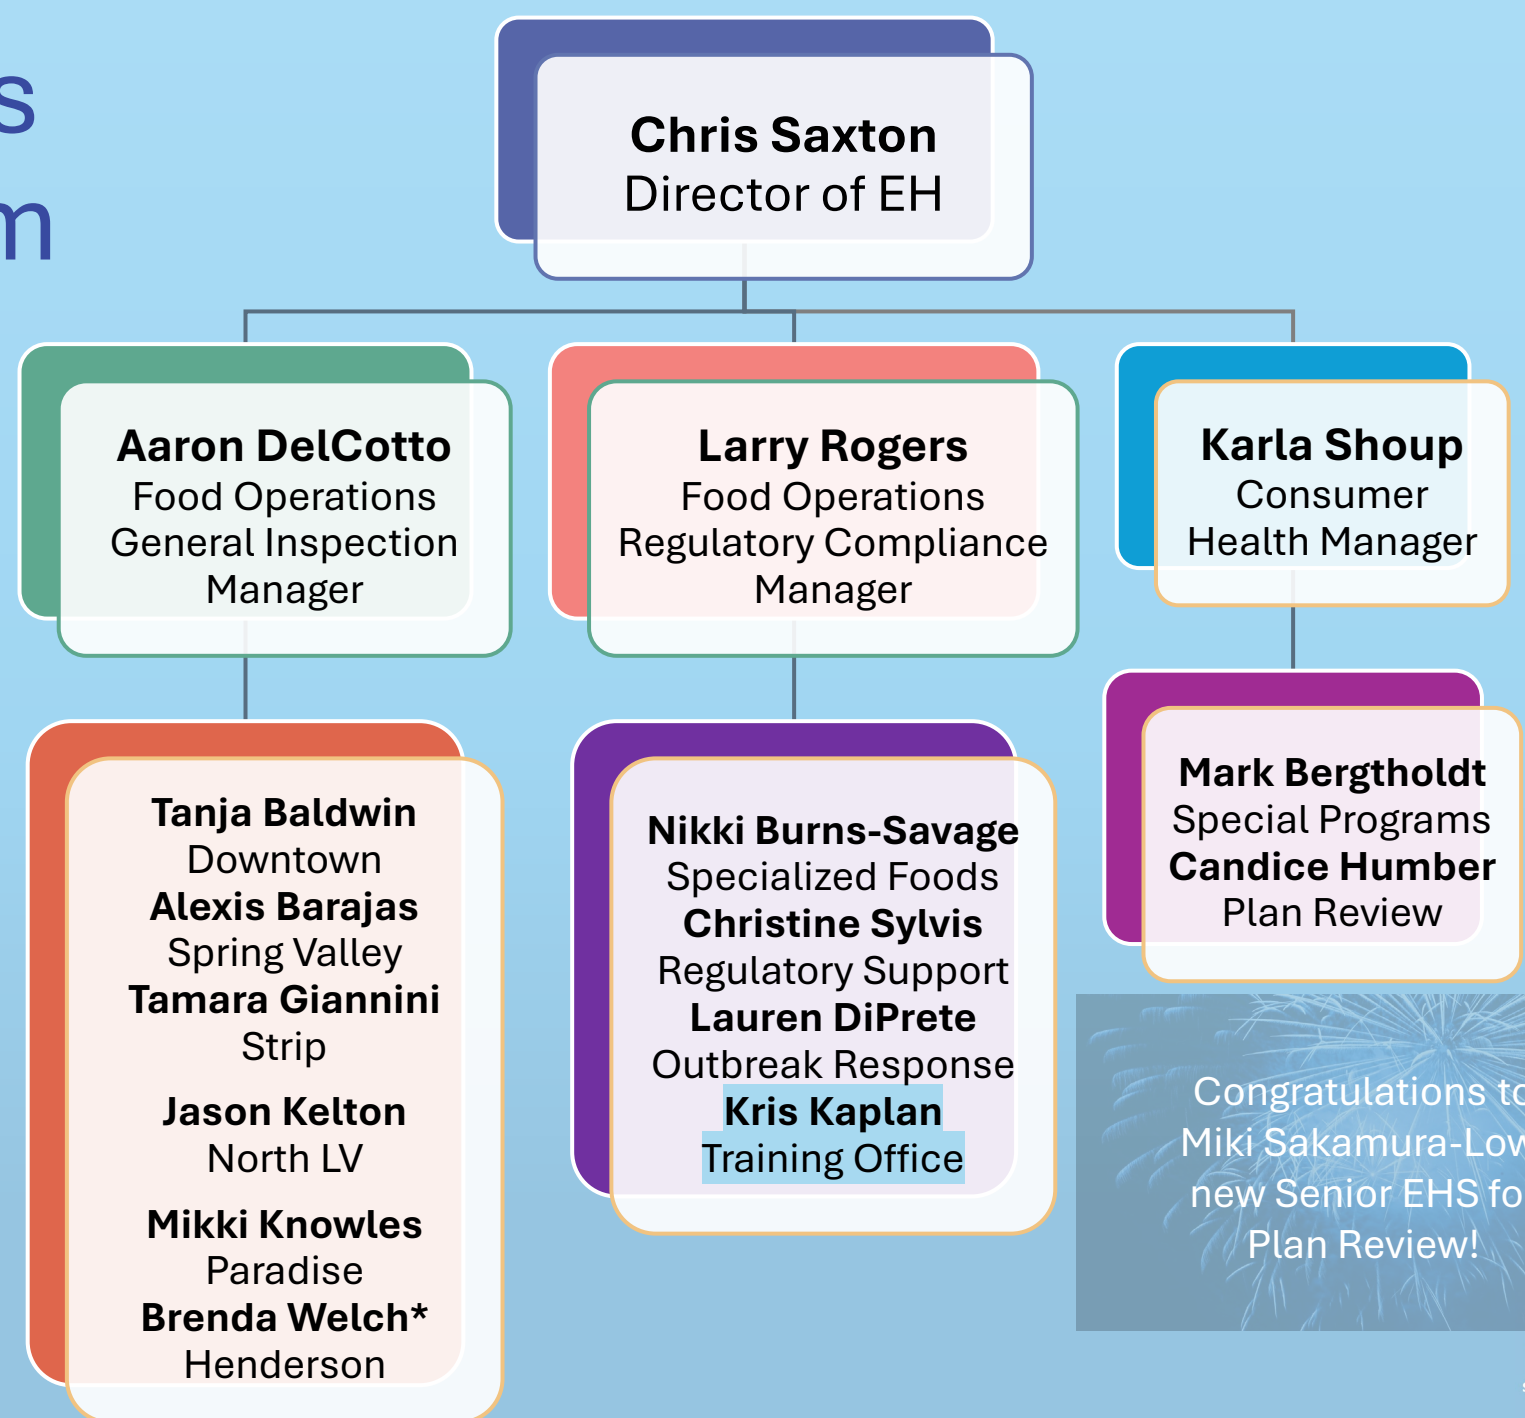 s
m
Chris Saxton
Director of EH
Aaron DelCotto
Food Operations
General Inspection
Manager
Larry Rogers
Food Operations
Regulatory Compliance
Manager
Karla Shoup
Consumer
Health Manager
Tanja Baldwin
Downtown
Alexis Barajas
Spring Valley
Tamara Giannini
Strip
Jason Kelton
North LV
Mikki Knowles
Paradise
Brenda Welch*
Henderson
Nikki Burns-Savage
Specialized Foods
Christine Sylvis
Regulatory Support
Lauren DiPrete
Outbreak Response
Kris Kaplan
Training Office
Mark Bergtholdt
Special Programs
Candice Humber
Plan Review
Congratulations to
Miki Sakamura-Low
new Senior EHS fo
Plan Review!